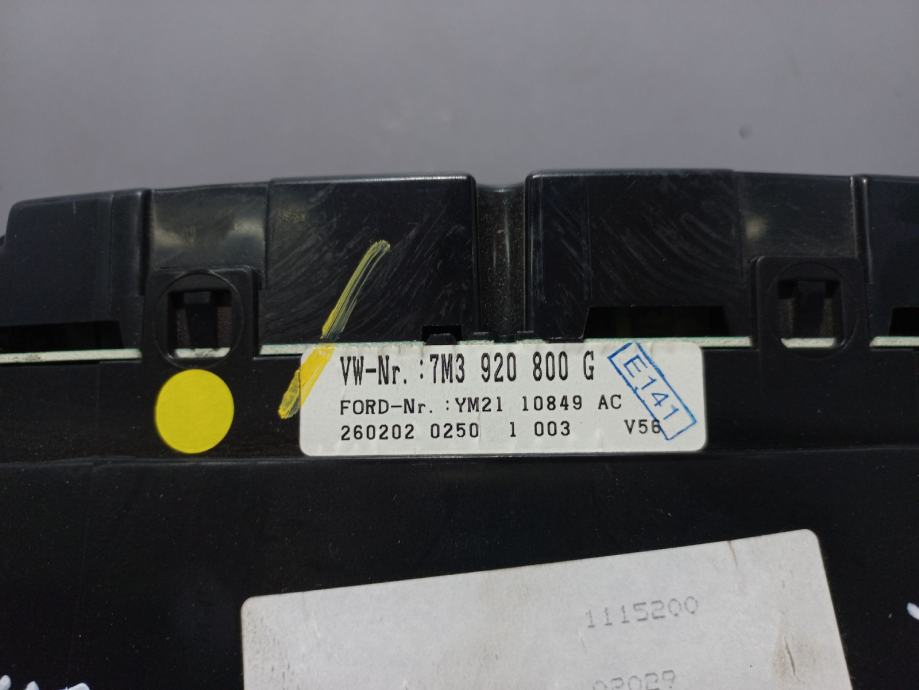 VW-Nr. :7M3 920 800 G
FORD-Nr. :YM21 10849 AC
260202 0250 1 003 V56
E141
1115200